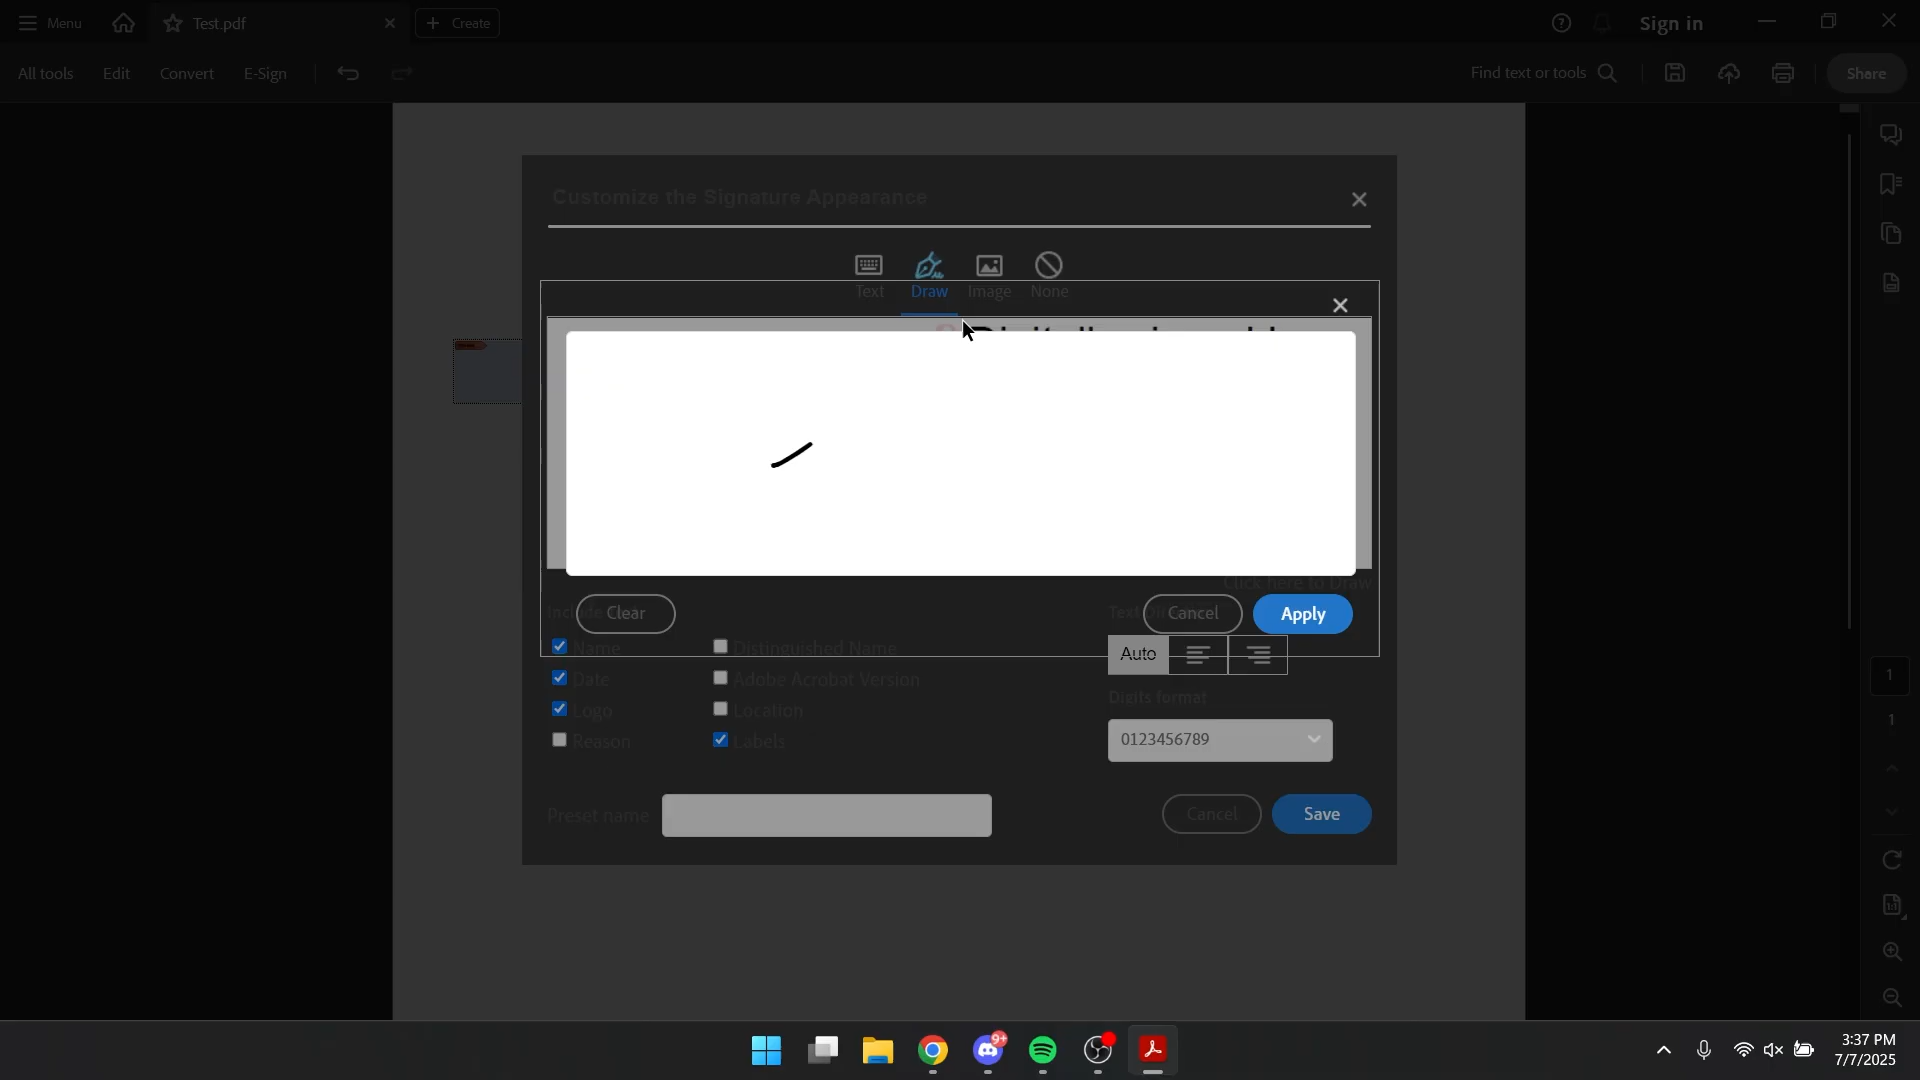 Menu
Test.pdf
Create
Sign in
All tools
Edit
Convert
E-Sign
Find text or tools
Share
Customize the Signature Appearance
Text
Draw
Image
None
Click here to Draw
Clear
Cancel
Apply
Name
Distinguished Name
Auto
Date
Adobe Acrobat Version
Digits format
Logo
Location
0123456789
Reason
Labels
Preset name
Cancel
Save
1
1
9+
3:37 PM
7/7/2025